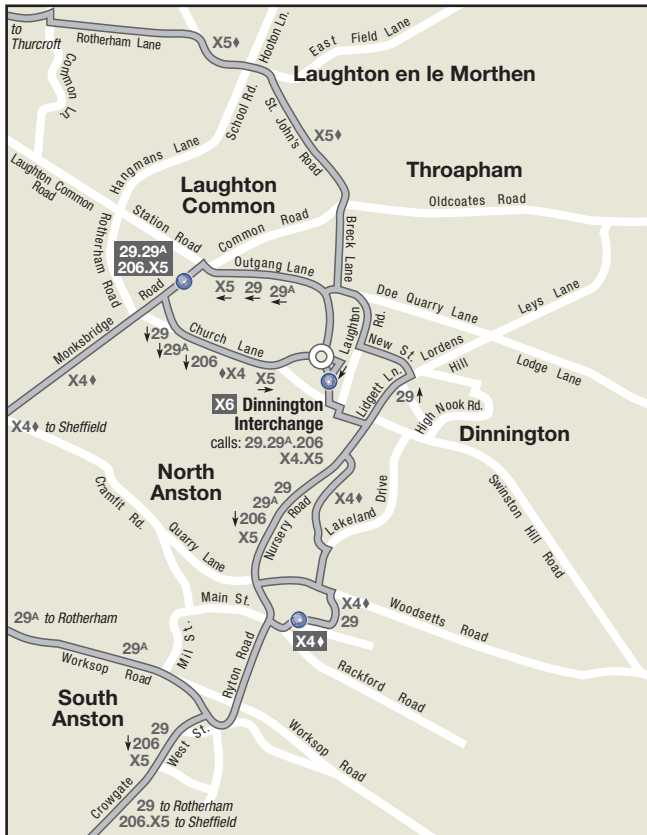 to
Thurcroft
Rotherham Lane
X5♦
Hooton Ln.
East Field Lane
Common Ln.
Laughton en le Morthen
School Rd.
St. John's Road
X5♦
Hangmans Lane
Throapham
Laughton Common
Road
Laughton
Common
Oldcoates Road
Station Road
Common Road
Rotherham Road
29.29A
206.X5
Breck Lane
Outgang Lane
X5 29 29A
Doe Quarry Lane
Leys Lane
Monksbridge Road
Laughton Rd.
New St.
Lordens Hill
Lodge Lane
↓29
↓29A
↓206
Church Lane
♦X4
X5
X4♦
Lidgett Ln.
29↑
High Nook Rd.
X6 Dinnington
Interchange
calls: 29.29A.206
X4.X5
Dinnington
X4♦ to Sheffield
North
Anston
Cramfit Rd.
29
29A
↓206
X5
Nursery Road
X4♦
Lakeland Drive
Swinston Hill Road
Quarry Lane
Main St.
X4♦
29
Woodsetts Road
X4♦
29A to Rotherham
29A
Worksop Road
Mill St.
Ryton Road
Rackford Road
South
Anston
29
↓206
X5
West St.
Worksop Road
Crowgate
29 to Rotherham
206.X5 to Sheffield